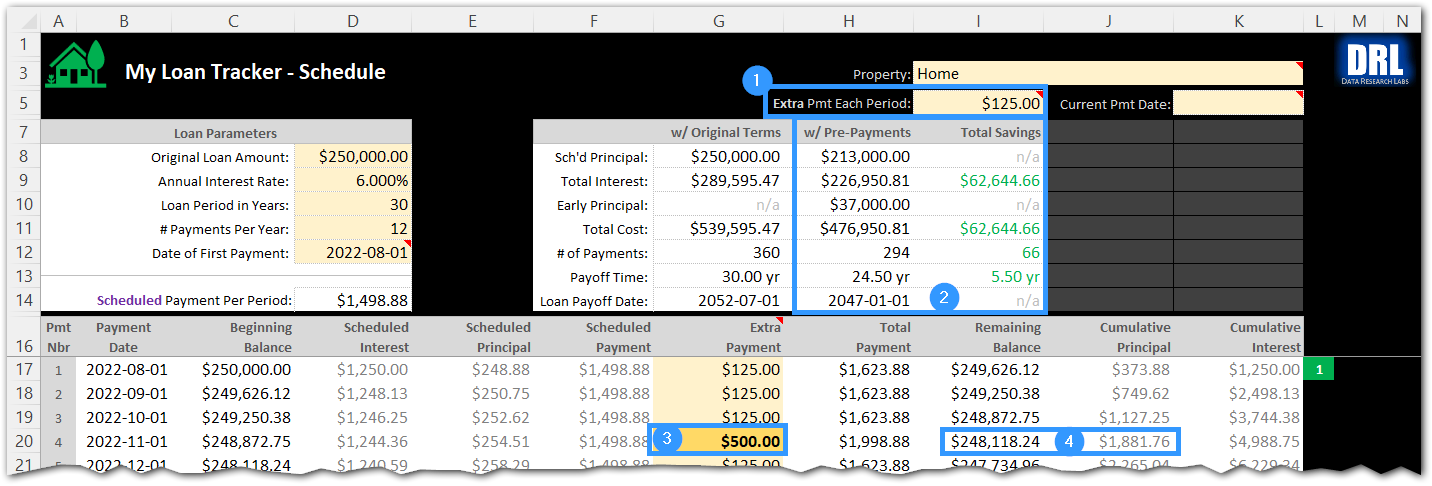 A B C D E F G H I J K L M N
1
3 My Loan Tracker - Schedule Property: Home DRL
DATA RESEARCH LABS
1
5 Extra Pmt Each Period: $125.00 Current Pmt Date:
7 Loan Parameters w/ Original Terms w/ Pre-Payments Total Savings
8 Original Loan Amount: $250,000.00 Sch'd Principal: $250,000.00 $213,000.00 n/a
9 Annual Interest Rate: 6.000% Total Interest: $289,595.47 $226,950.81 $62,644.66
10 Loan Period in Years: 30 Early Principal: n/a $37,000.00 n/a
11 # Payments Per Year: 12 Total Cost: $539,595.47 $476,950.81 $62,644.66
12 Date of First Payment: 2022-08-01 # of Payments: 360 294 66
13 Payoff Time: 30.00 yr 24.50 yr 5.50 yr
14 Scheduled Payment Per Period: $1,498.88 Loan Payoff Date: 2052-07-01 2047-01-01 2 n/a
Pmt Payment Beginning Scheduled Scheduled Scheduled Extra Total Remaining Cumulative Cumulative
16 Nbr Date Balance Interest Principal Payment Payment Payment Balance Principal Interest
17 1 2022-08-01 $250,000.00 $1,250.00 $248.88 $1,498.88 $125.00 $1,623.88 $249,626.12 $373.88 $1,250.00 1
18 2 2022-09-01 $249,626.12 $1,248.13 $250.75 $1,498.88 $125.00 $1,623.88 $249,250.38 $749.62 $2,498.13
19 3 2022-10-01 $249,250.38 $1,246.25 $252.62 $1,498.88 $125.00 $1,623.88 $248,872.75 $1,127.25 $3,744.38
20 4 2022-11-01 $248,872.75 $1,244.36 $254.51 $1,498.88 3 $500.00 $1,998.88 $248,118.24 4 $1,881.76 $4,988.75
21 5 2022-12-01 $248,118.24 $1,240.59 $258.29 $1,498.88 $125.00 $1,623.88 $247,734.96 $2,265.04 $6,229.34